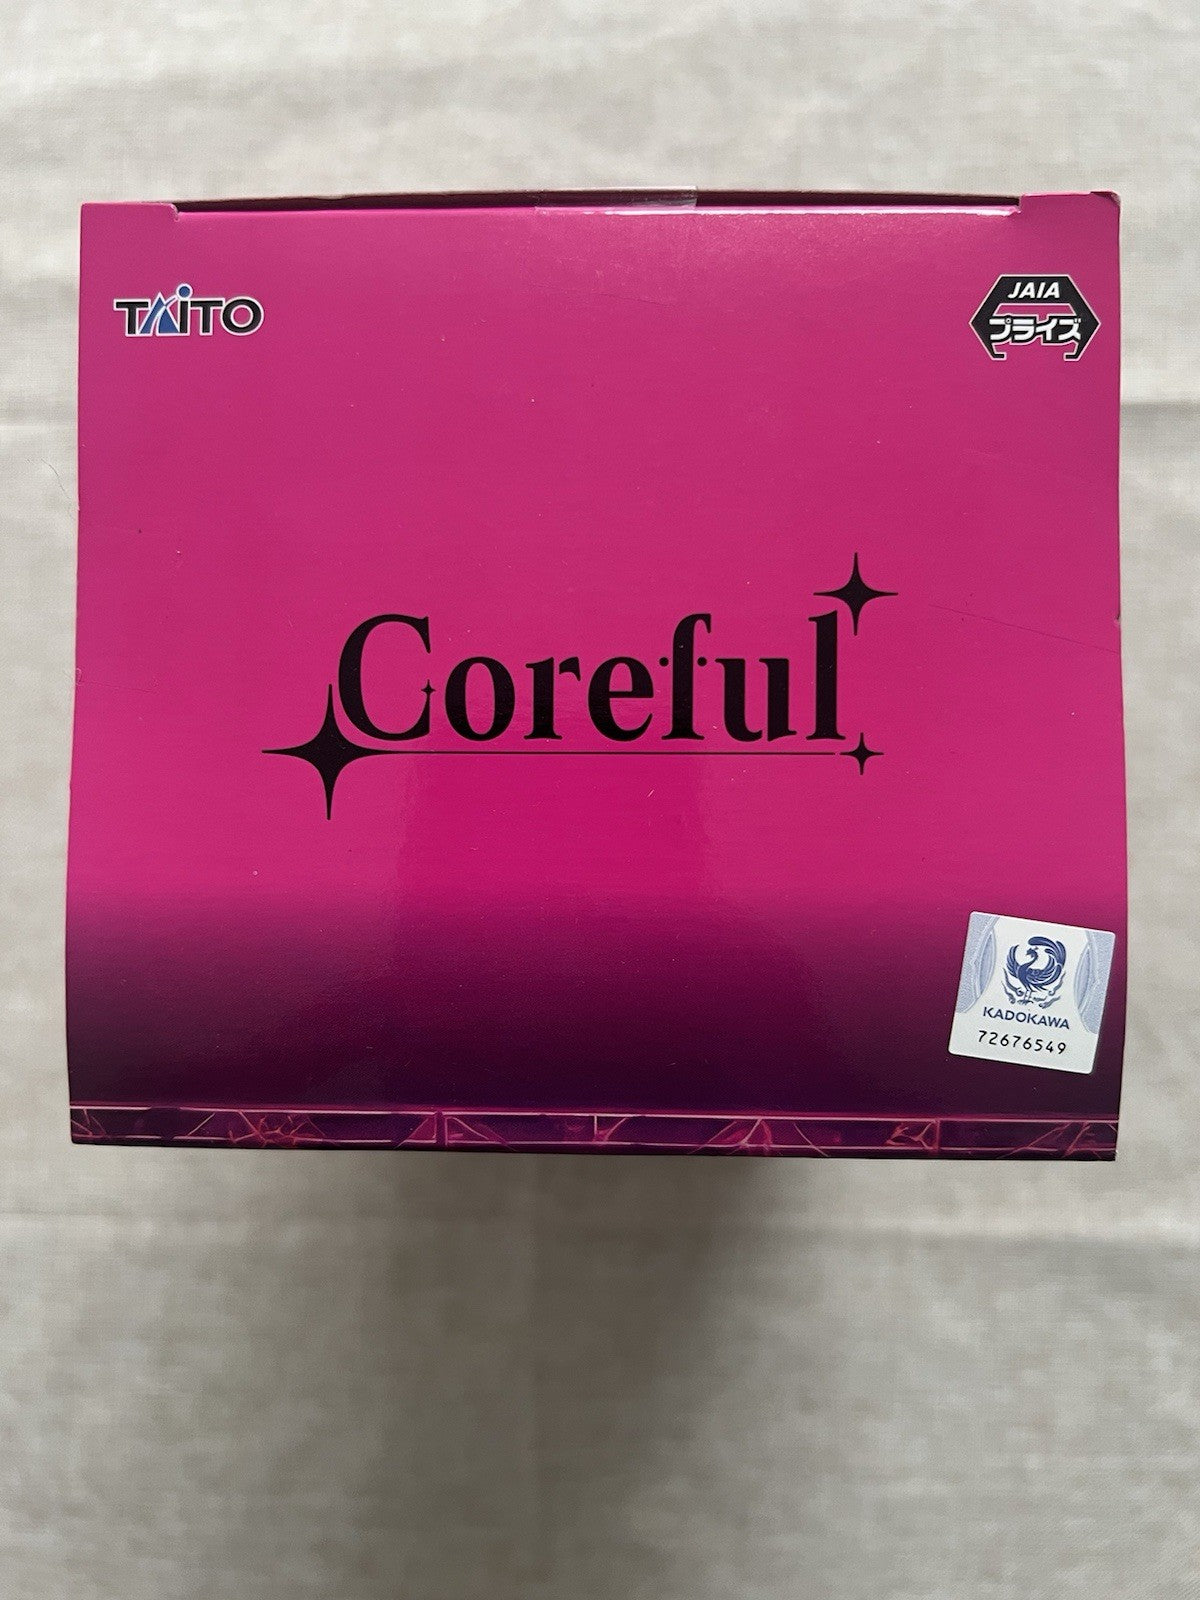 TAITO
JAIA
プライズ
Coreful
KADOKAWA
72676549